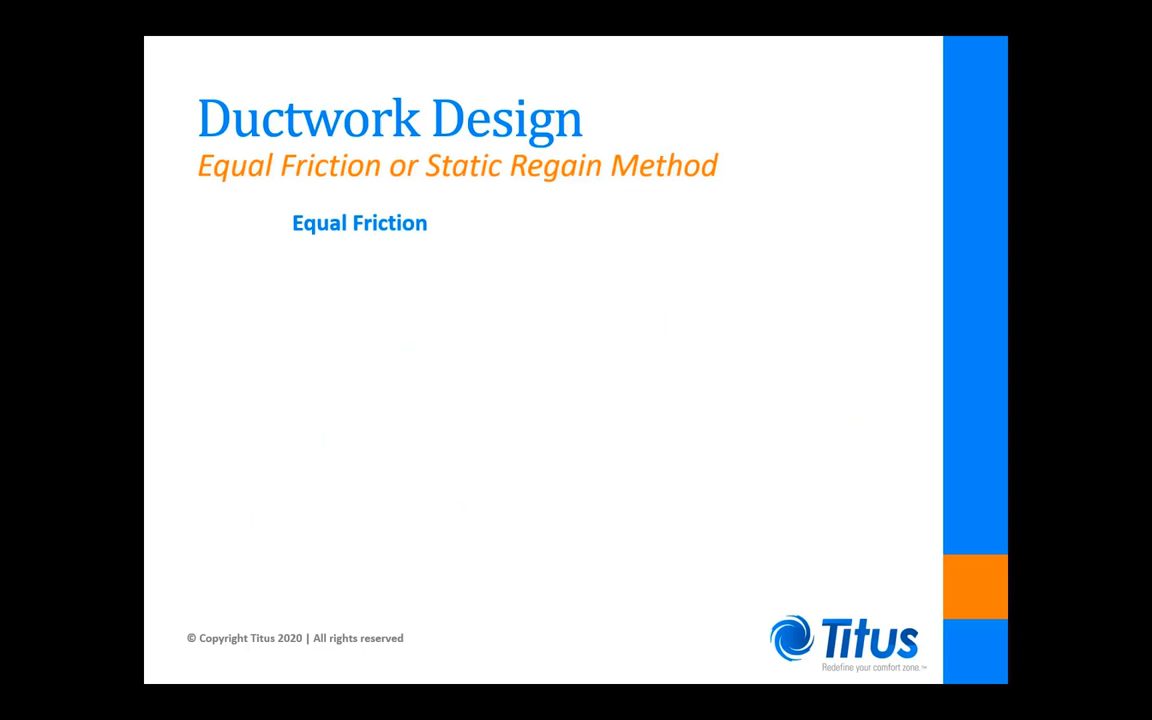 Ductwork Design
Equal Friction or Static Regain Method
Equal Friction
© Copyright Titus 2020 | All rights reserved
Titus
Redefine your comfort zone.™